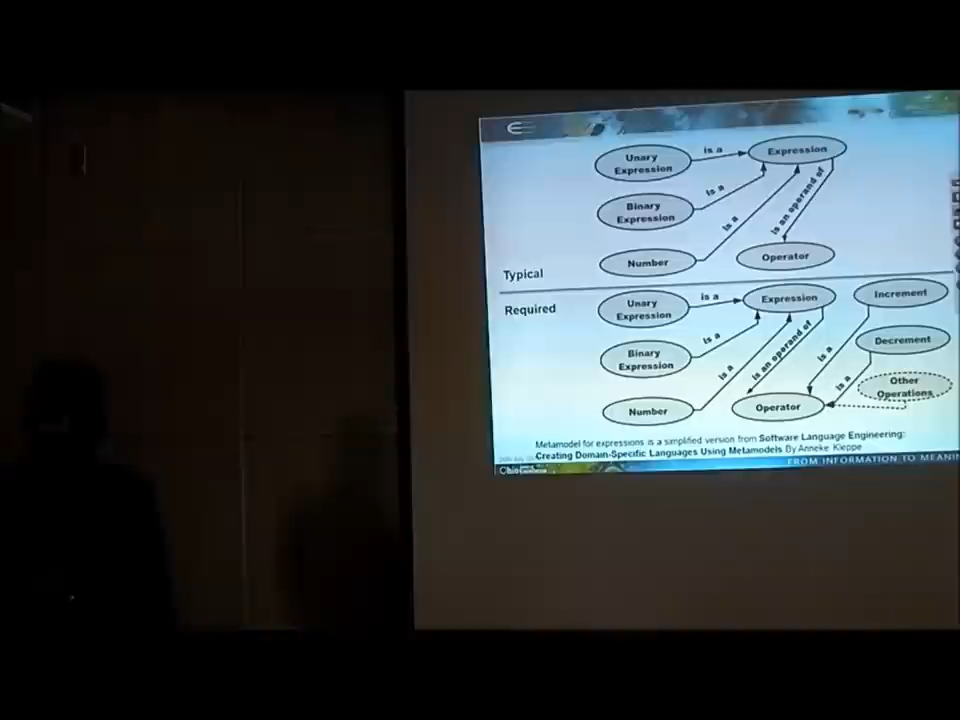 Unary
Expression
is a
Expression
Binary
Expression
is a
is a
is an operand of
Number
Operator
Typical
Required
Unary
Expression
is a
Expression
Increment
Binary
Expression
is a
is a
is an operand of
is a
Decrement
is a
Other
Operations
Number
Operator
Metamodel for expressions is a simplified version from Software Language Engineering:
Creating Domain-Specific Languages Using Metamodels By Anneke Kleppe
FROM INFORMATION TO MEANIN
Ohio